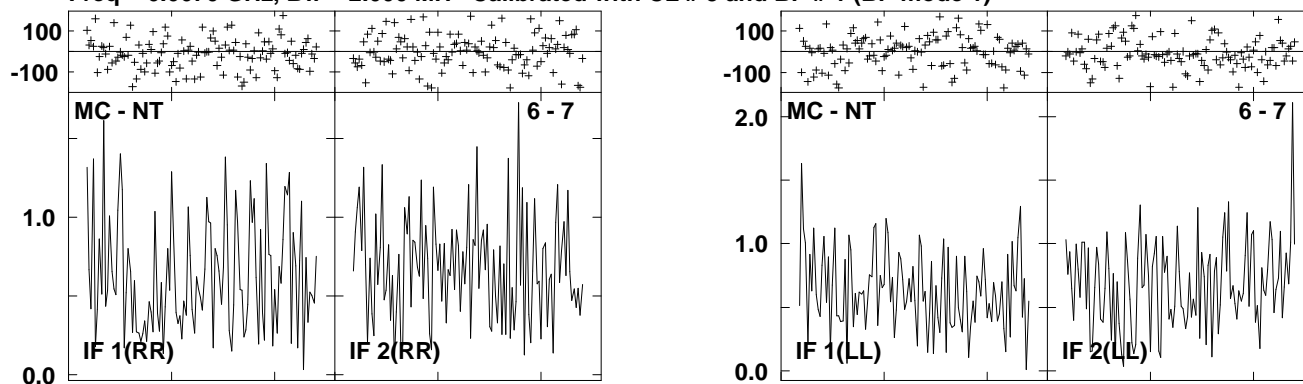 100
-100
MC - NT
6 - 7
1.0
0.0
IF 1(RR)
IF 2(RR)
100
-100
MC - NT
6 - 7
2.0
1.0
0.0
IF 1(LL)
IF 2(LL)